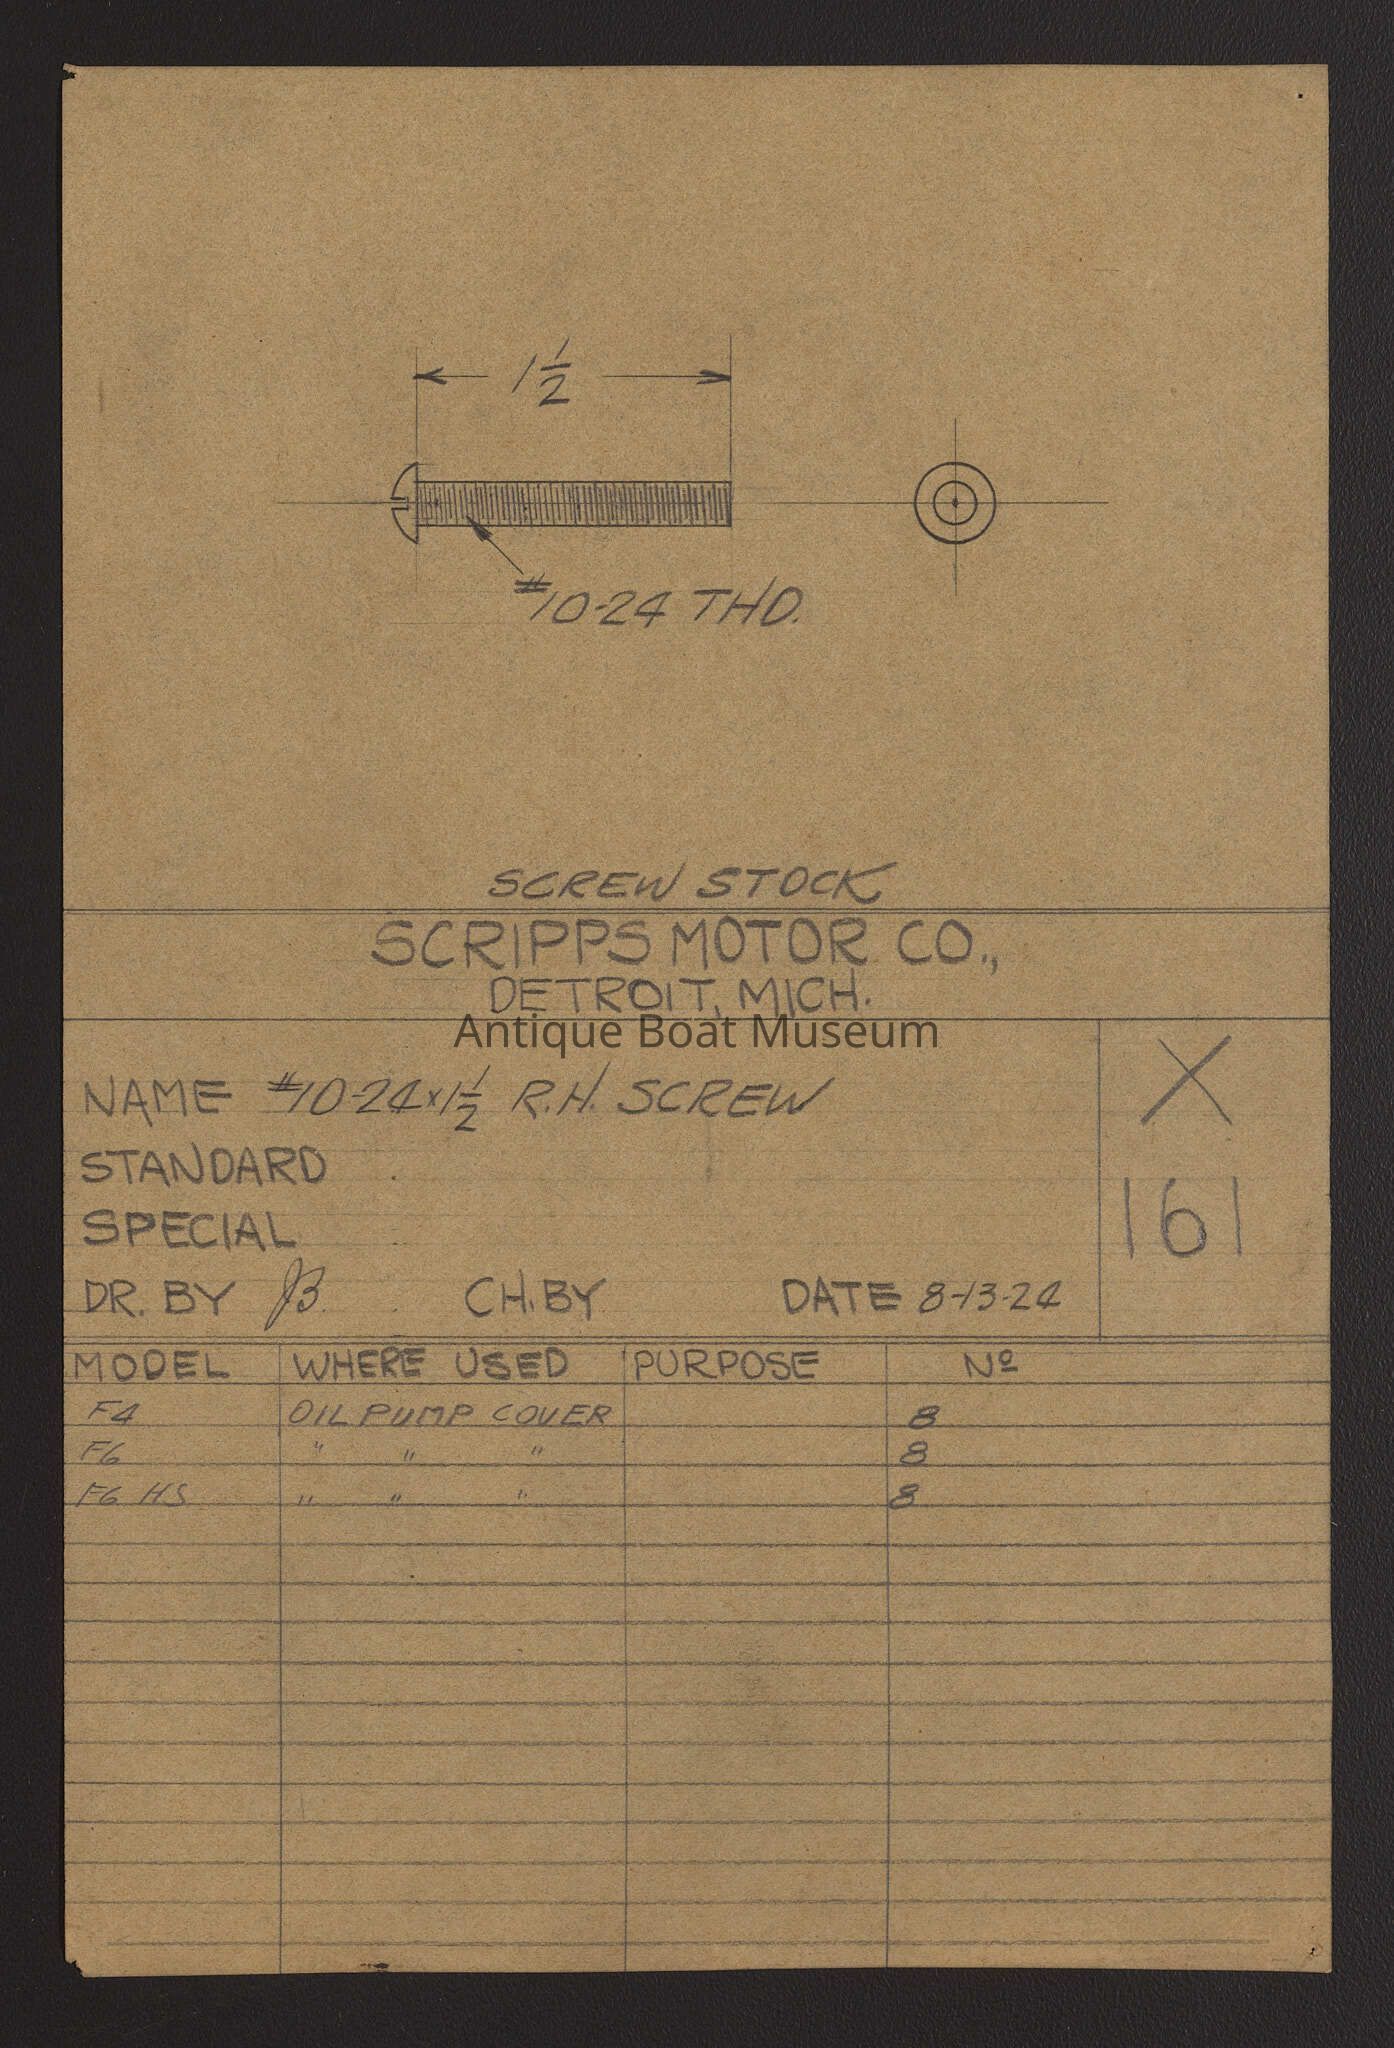 1 1/2
#10-24 THD.
SCREW STOCK
SCRIPPS MOTOR CO.,
DETROIT, MICH.
Antique Boat Museum
NAME #10-24x1 1/2 R.H. SCREW
X
STANDARD
161
SPECIAL
DR. BY JB. CH. BY DATE 8-13-24
MODEL WHERE USED PURPOSE Nº
F4 OIL PUMP COVER 8
F6 " " " 8
F6 HS " " " 8